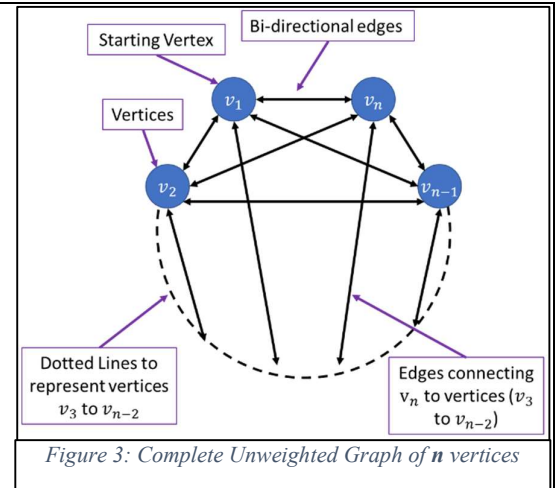 Bi-directional edges
Starting Vertex
v₁
vₙ
Vertices
v₂
vₙ₋₁
Dotted Lines to
represent vertices
v₃ to vₙ₋₂
Edges connecting
vₙ to vertices (v₃
to vₙ₋₂)
Figure 3: Complete Unweighted Graph of n vertices